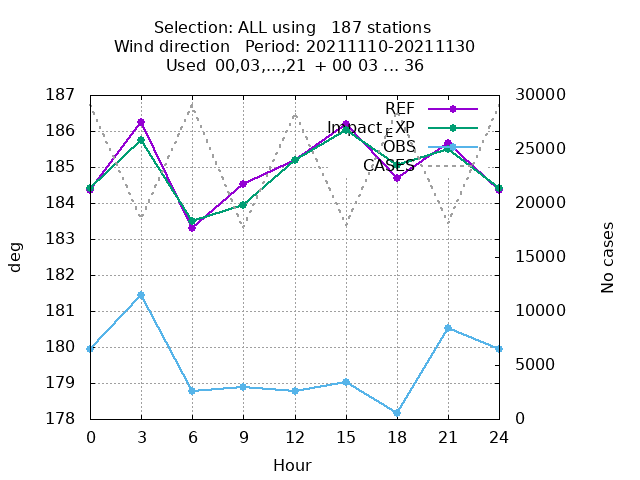 Selection: ALL using   187 stations
Wind direction   Period: 20211110-20211130
Used  00,03,...,21  + 00 03 ... 36
187
186
185
184
183
182
181
180
179
178
deg
30000
25000
20000
15000
10000
5000
0
No cases
REF
Impact_EXP
OBS
CASES
0 3 6 9 12 15 18 21 24
Hour